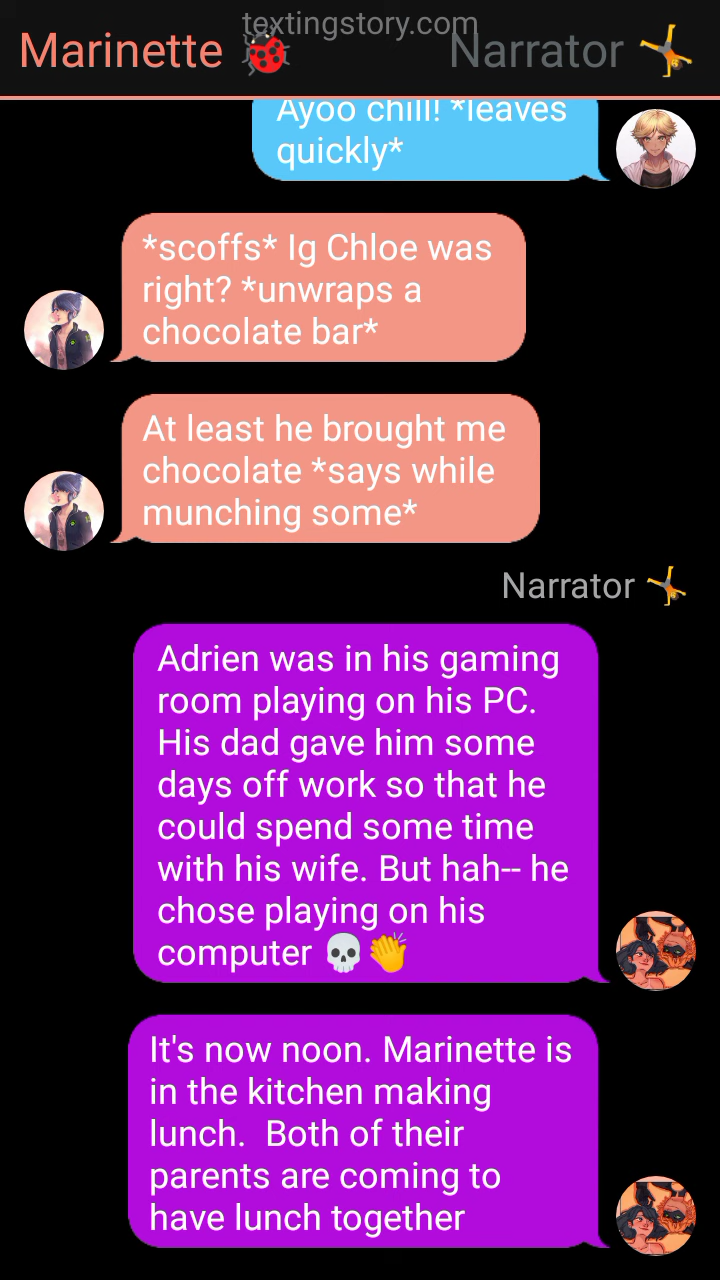 textingstory.com
Marinette 🐞 Narrator 🤸
Ayoo chill! *leaves
quickly*
*scoffs* Ig Chloe was
right? *unwraps a
chocolate bar*
At least he brought me
chocolate *says while
munching some*
Narrator 🤸
Adrien was in his gaming
room playing on his PC.
His dad gave him some
days off work so that he
could spend some time
with his wife. But hah-- he
chose playing on his
computer 💀👏
It's now noon. Marinette is
in the kitchen making
lunch.  Both of their
parents are coming to
have lunch together